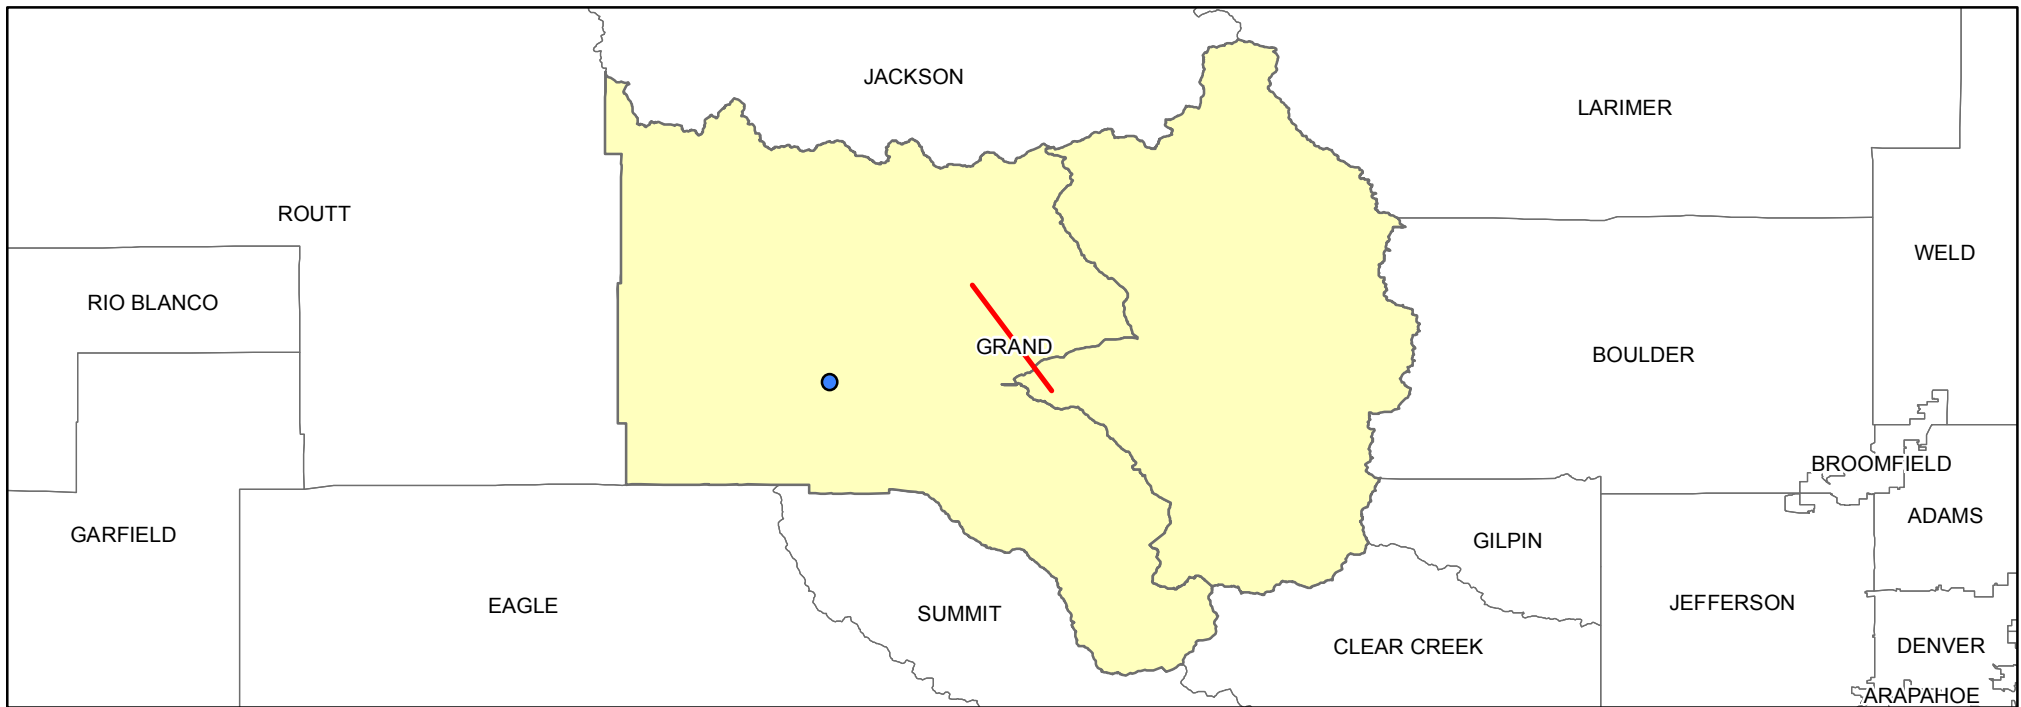 JACKSON
LARIMER
ROUTT
WELD
RIO BLANCO
GRAND
BOULDER
BROOMFIELD
ADAMS
GARFIELD
GILPIN
EAGLE
SUMMIT
JEFFERSON
CLEAR CREEK
DENVER
ARAPAHOE